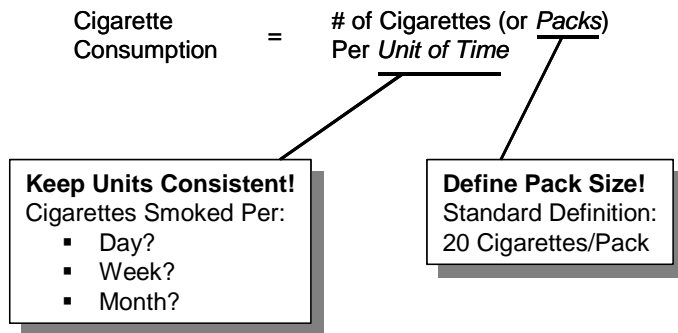 Cigarette
Consumption
=
# of Cigarettes (or Packs)
Per Unit of Time
Keep Units Consistent!
Cigarettes Smoked Per:
▪ Day?
▪ Week?
▪ Month?
Define Pack Size!
Standard Definition:
20 Cigarettes/Pack